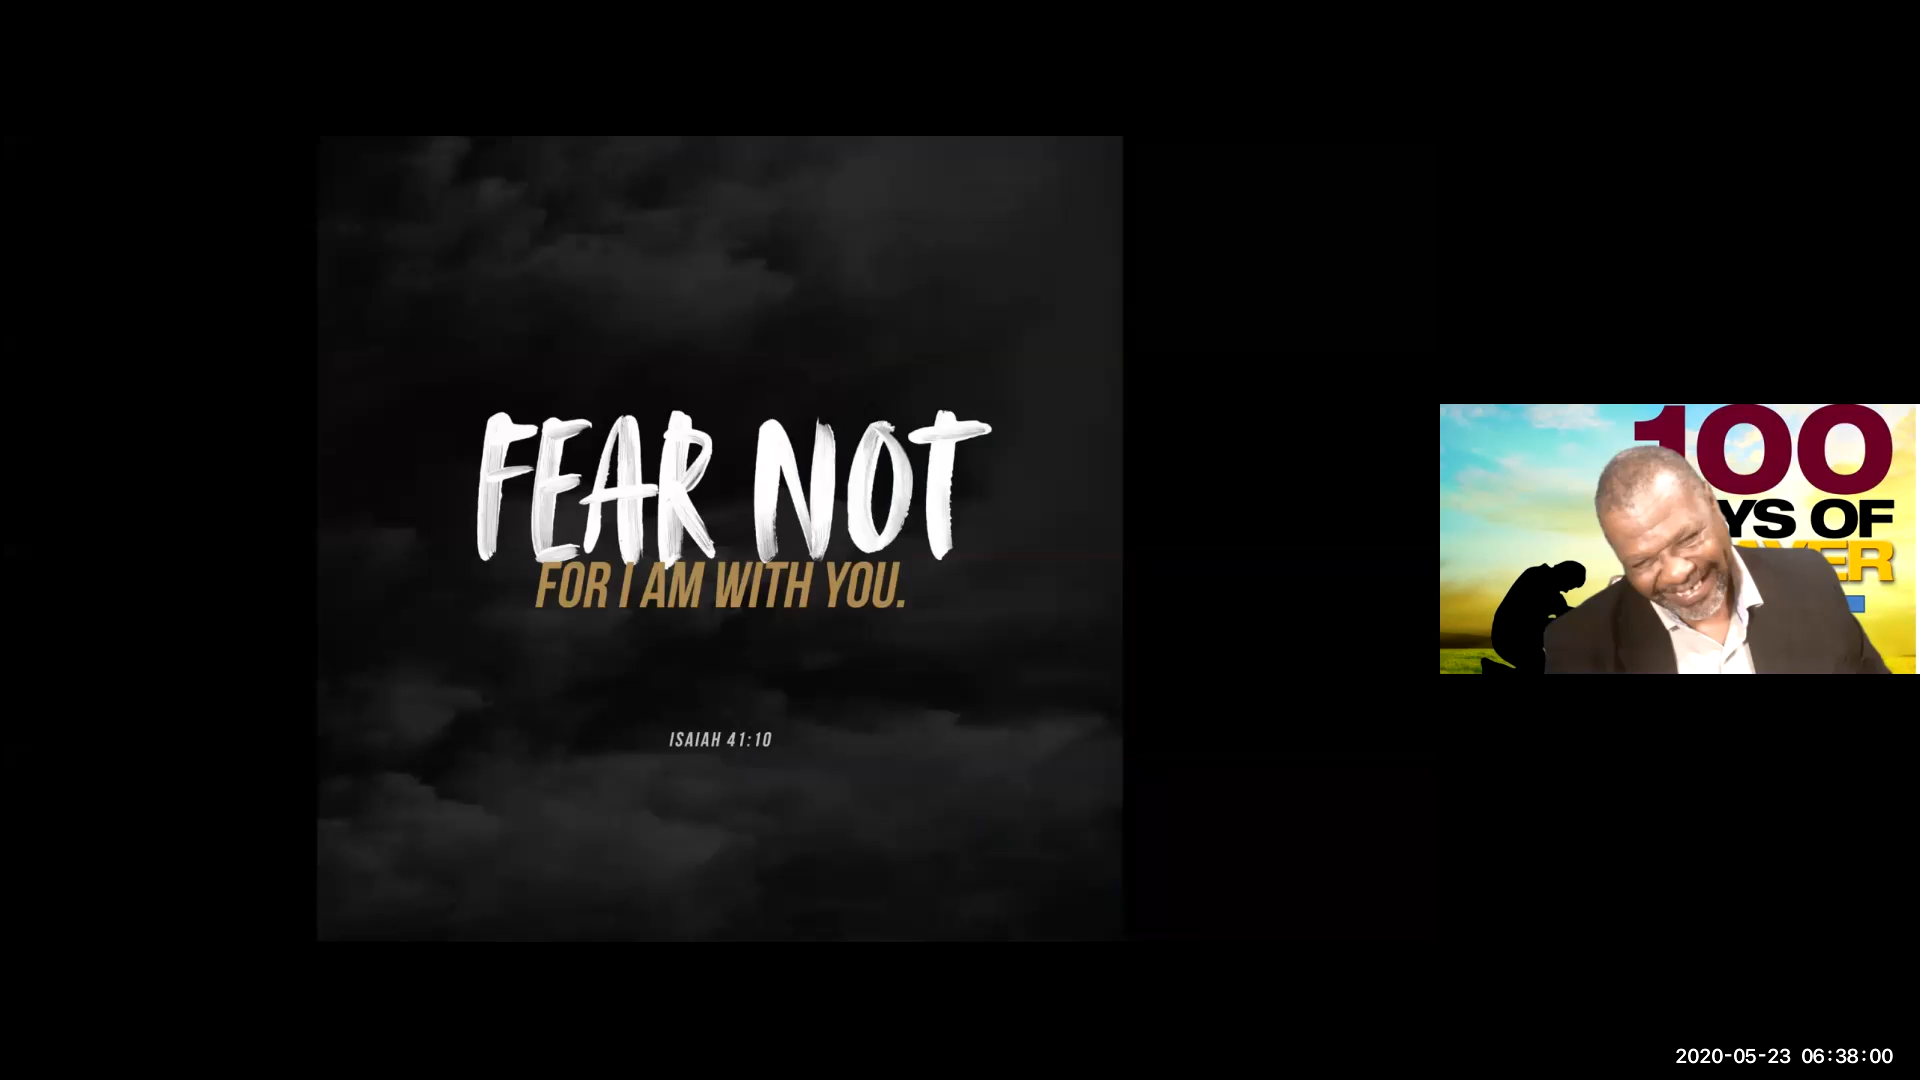 FEAR NOT
FOR I AM WITH YOU.
ISAIAH 41:10
100
YS OF
2020-05-23 06:38:00